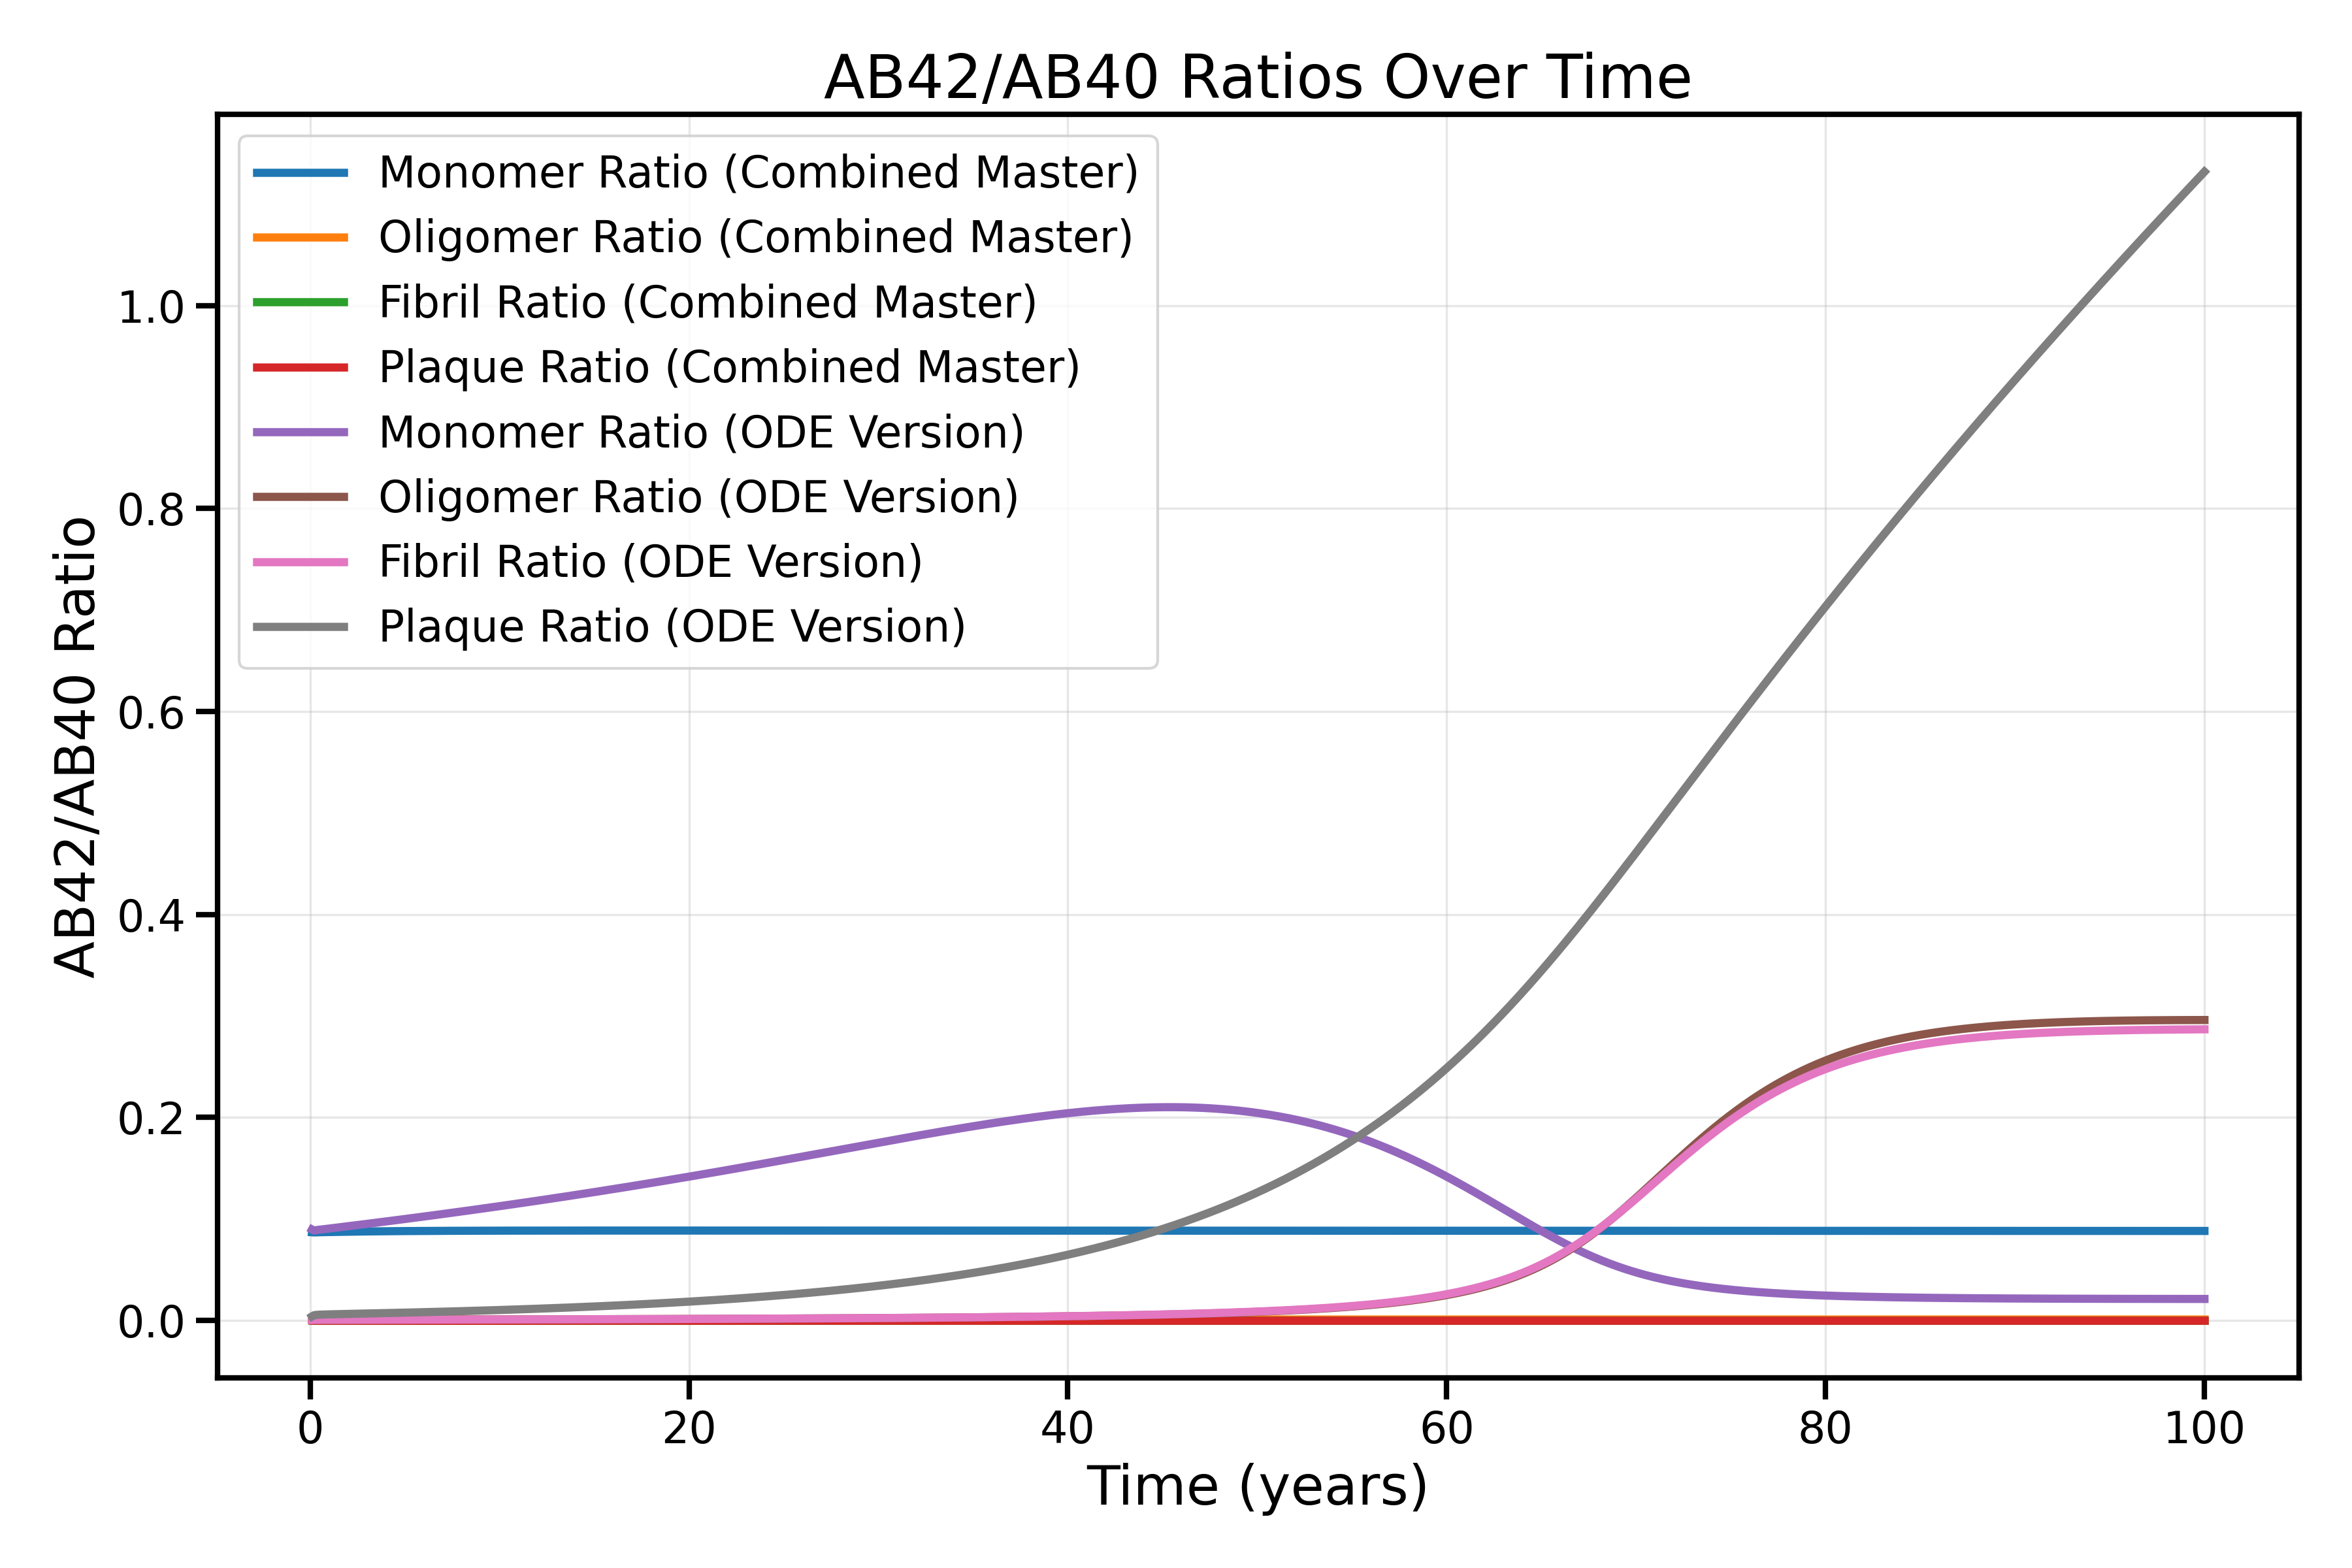 AB42/AB40 Ratios Over Time
Monomer Ratio (Combined Master)
Oligomer Ratio (Combined Master)
Fibril Ratio (Combined Master)
Plaque Ratio (Combined Master)
Monomer Ratio (ODE Version)
Oligomer Ratio (ODE Version)
Fibril Ratio (ODE Version)
Plaque Ratio (ODE Version)
AB42/AB40 Ratio
1.0
0.8
0.6
0.4
0.2
0.0
0 20 40 60 80 100
Time (years)